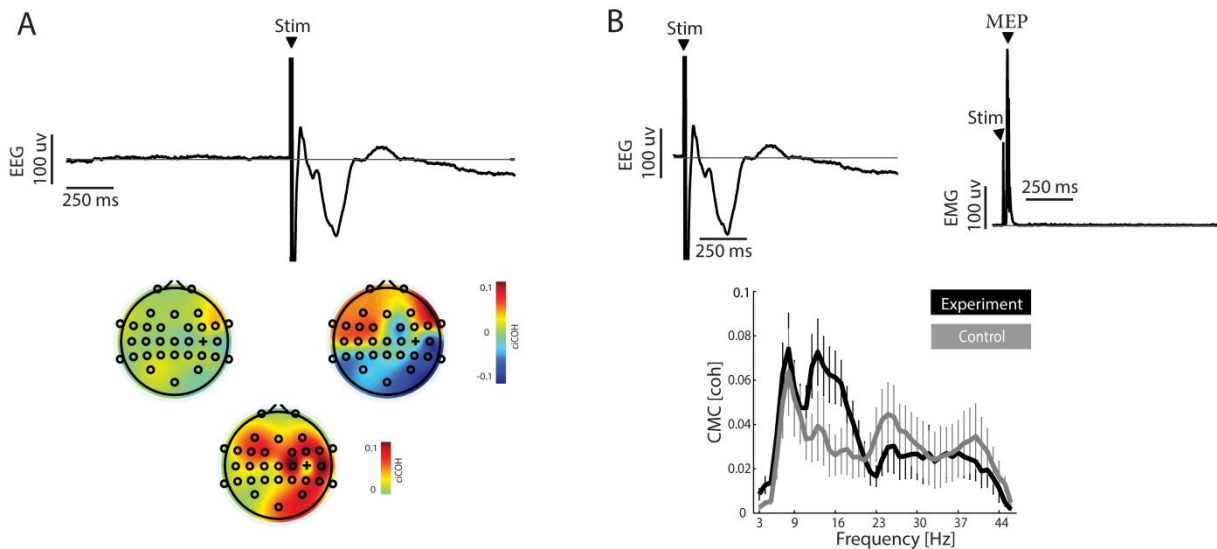 A
Stim
EEG
100 uv
250 ms
0.1
0
-0.1
ciCOH
0.1
0
ciCOH
B
Stim
EEG
100 uv
250 ms
MEP
Stim
EMG
100 uv
250 ms
Experiment
Control
CMC [coh]
0.1
0.08
0.06
0.04
0.02
0
3 9 16 23 30 37 44
Frequency [Hz]